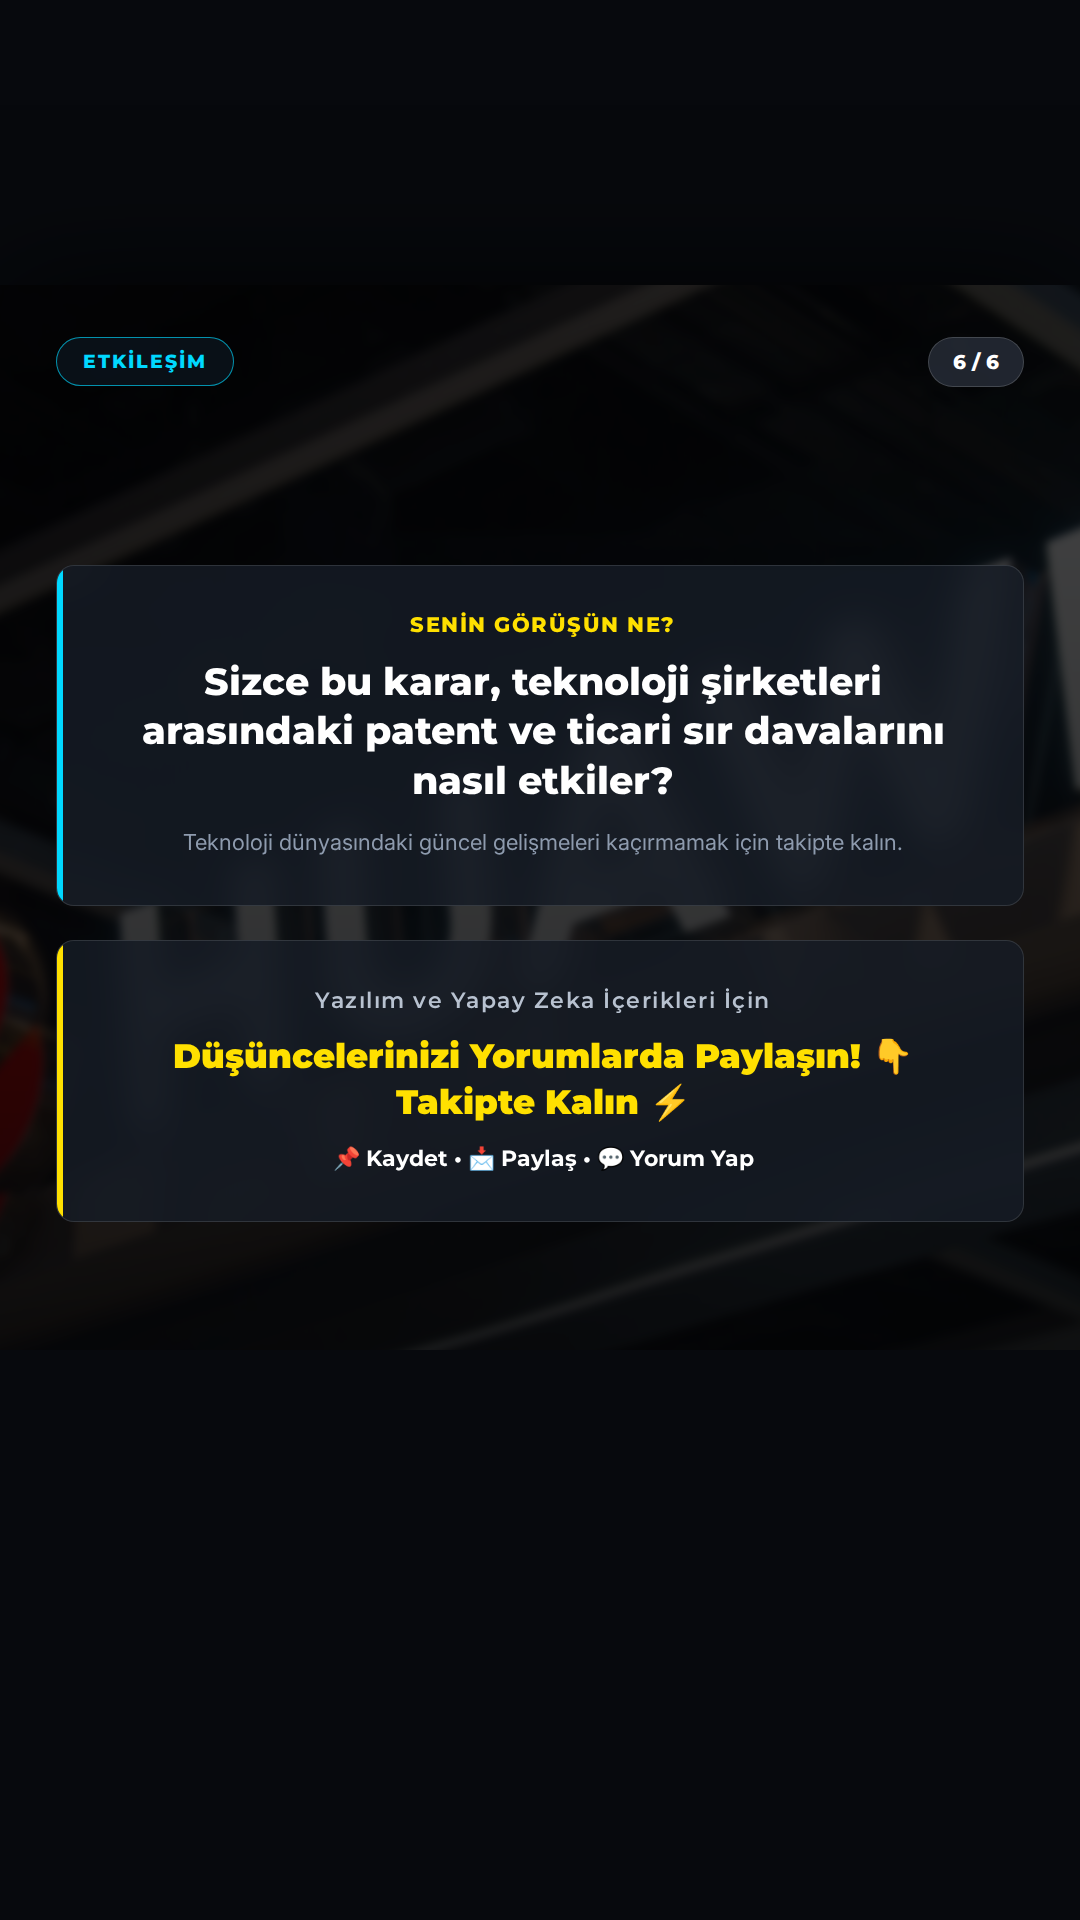 ETKİLEŞİM
6 / 6
SENİN GÖRÜŞÜN NE?
Sizce bu karar, teknoloji şirketleri
arasındaki patent ve ticari sır davalarını
nasıl etkiler?
Teknoloji dünyasındaki güncel gelişmeleri kaçırmamak için takipte kalın.
Yazılım ve Yapay Zeka İçerikleri İçin
Düşüncelerinizi Yorumlarda Paylaşın! 👇
Takipte Kalın ⚡
📌 Kaydet • 📩 Paylaş • 💬 Yorum Yap